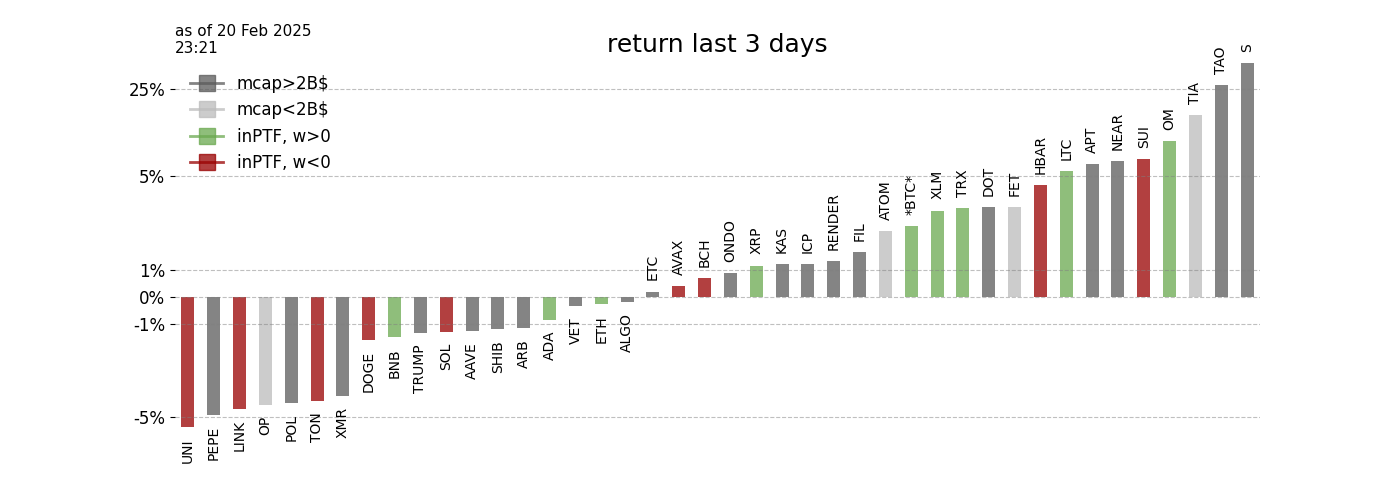 as of 20 Feb 2025
23:21
return last 3 days
mcap>2B$
mcap<2B$
inPTF, w>0
inPTF, w<0
25%
5%
1%
0%
-1%
-5%
UNI
PEPE
LINK
OP
POL
TON
XMR
DOGE
BNB
TRUMP
SOL
AAVE
SHIB
ARB
ADA
VET
ETH
ALGO
ETC
AVAX
BCH
ONDO
XRP
KAS
ICP
RENDER
FIL
ATOM
*BTC*
XLM
TRX
DOT
FET
HBAR
LTC
APT
NEAR
SUI
OM
TIA
TAO
S